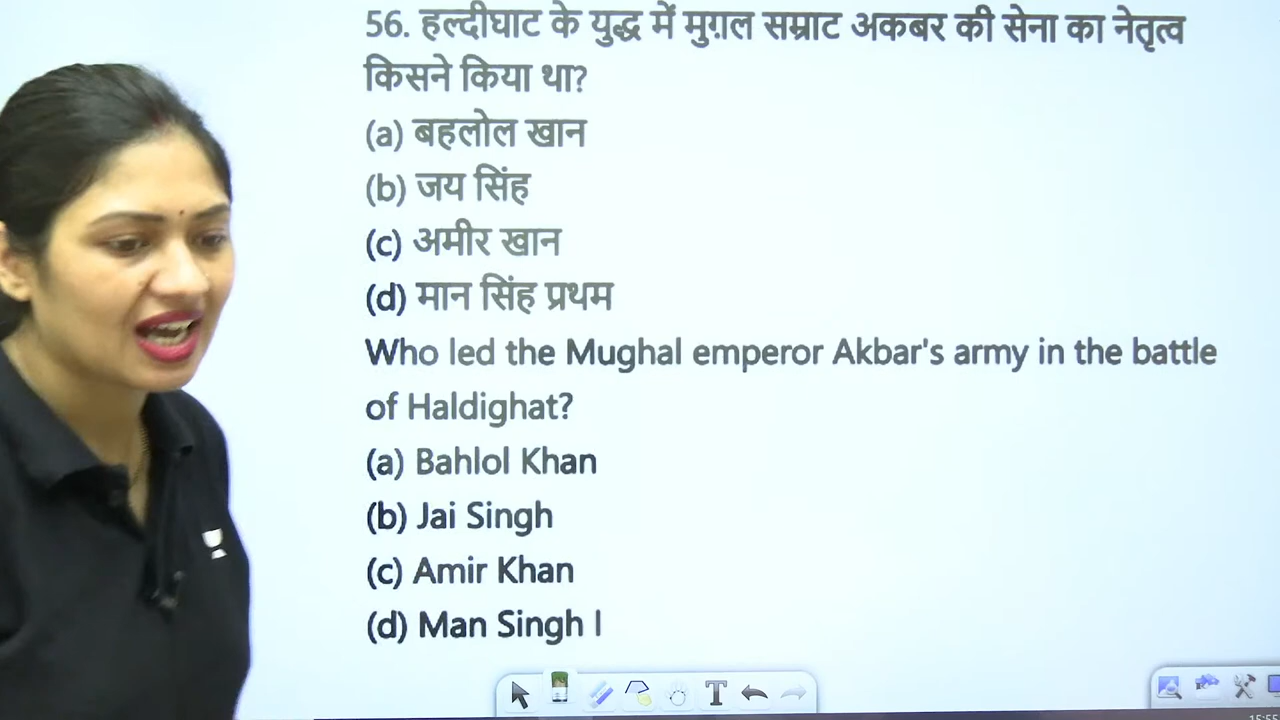 56. हल्दीघाट के युद्ध में मुग़ल सम्राट अकबर की सेना का नेतृत्व
किसने किया था?
(a) बहलोल खान
(b) जय सिंह
(c) अमीर खान
(d) मान सिंह प्रथम
Who led the Mughal emperor Akbar's army in the battle
of Haldighat?
(a) Bahlol Khan
(b) Jai Singh
(c) Amir Khan
(d) Man Singh I
T